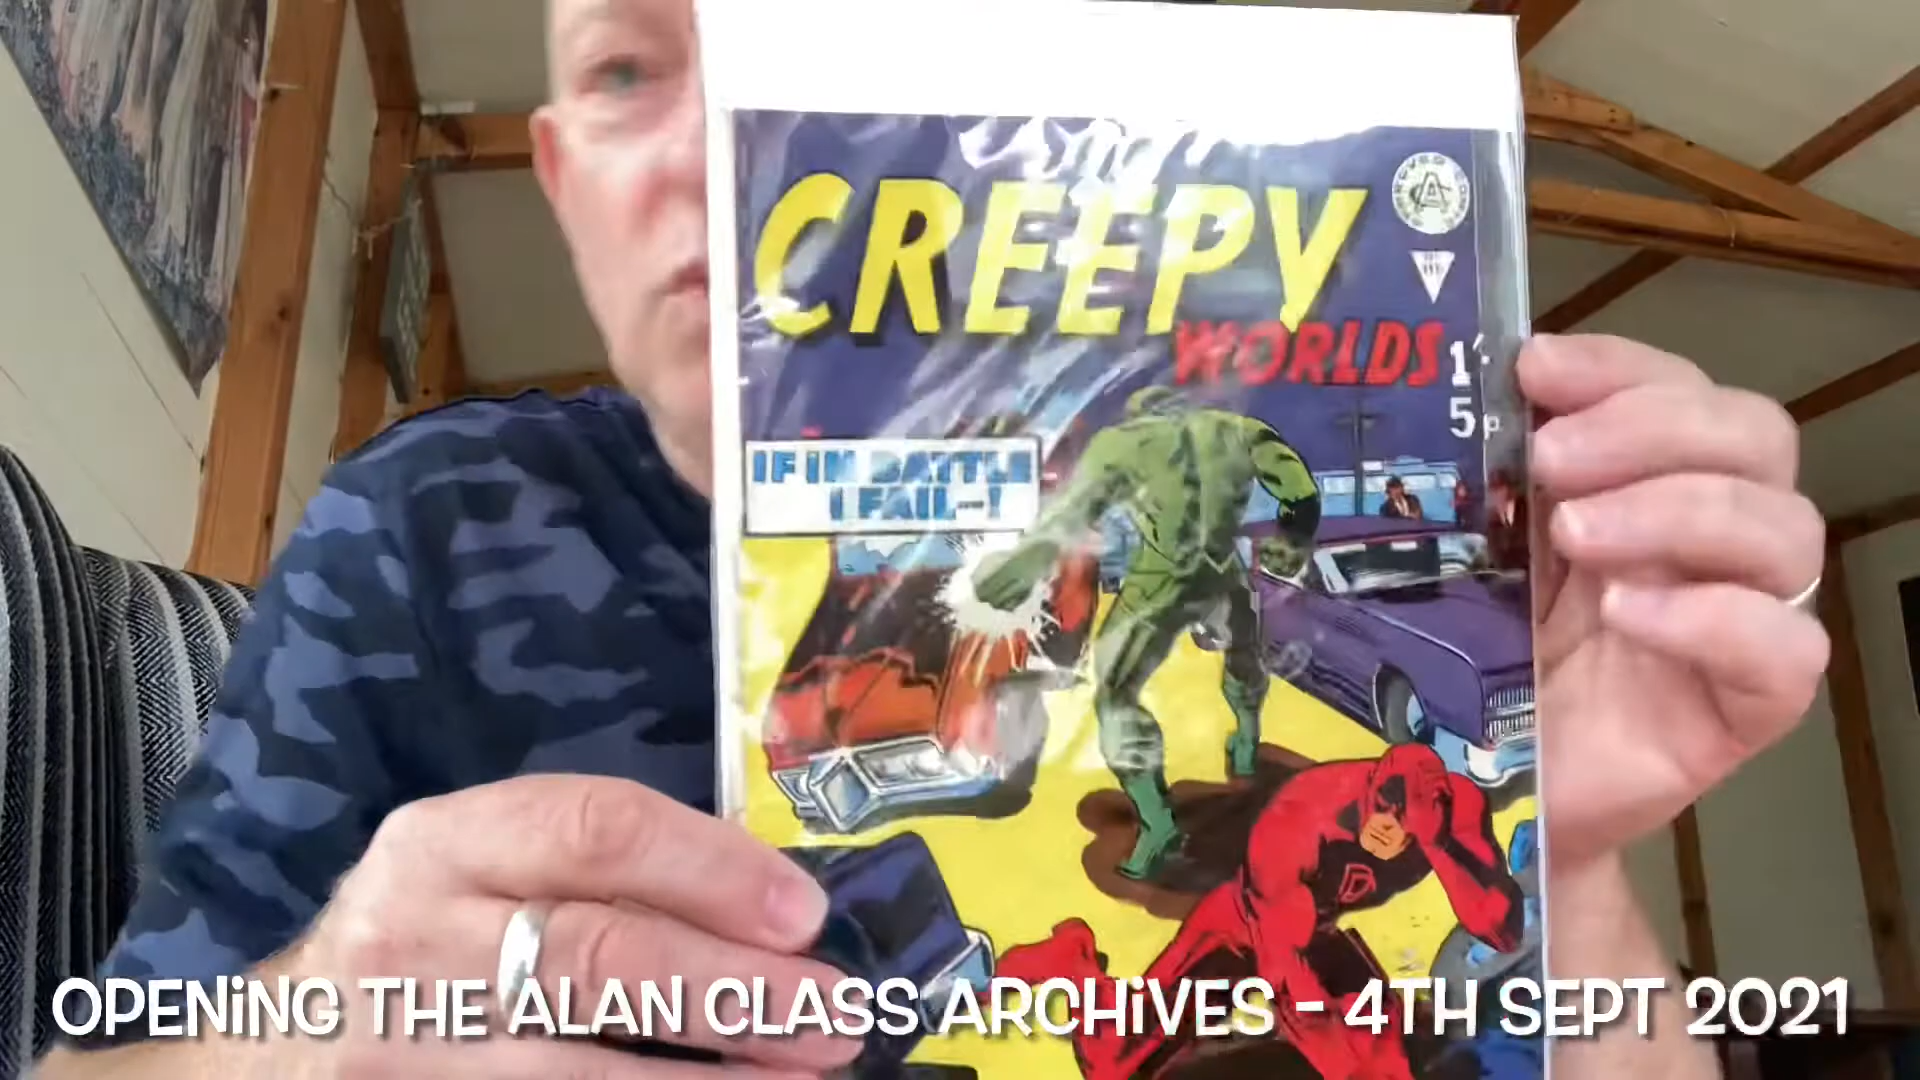 CREEPY
WORLDS
1'-
5p
IF IN BATTLE
I FAIL--!
OPENiNG THE ALAN CLASS ARCHiVES - 4TH SEPT 2021